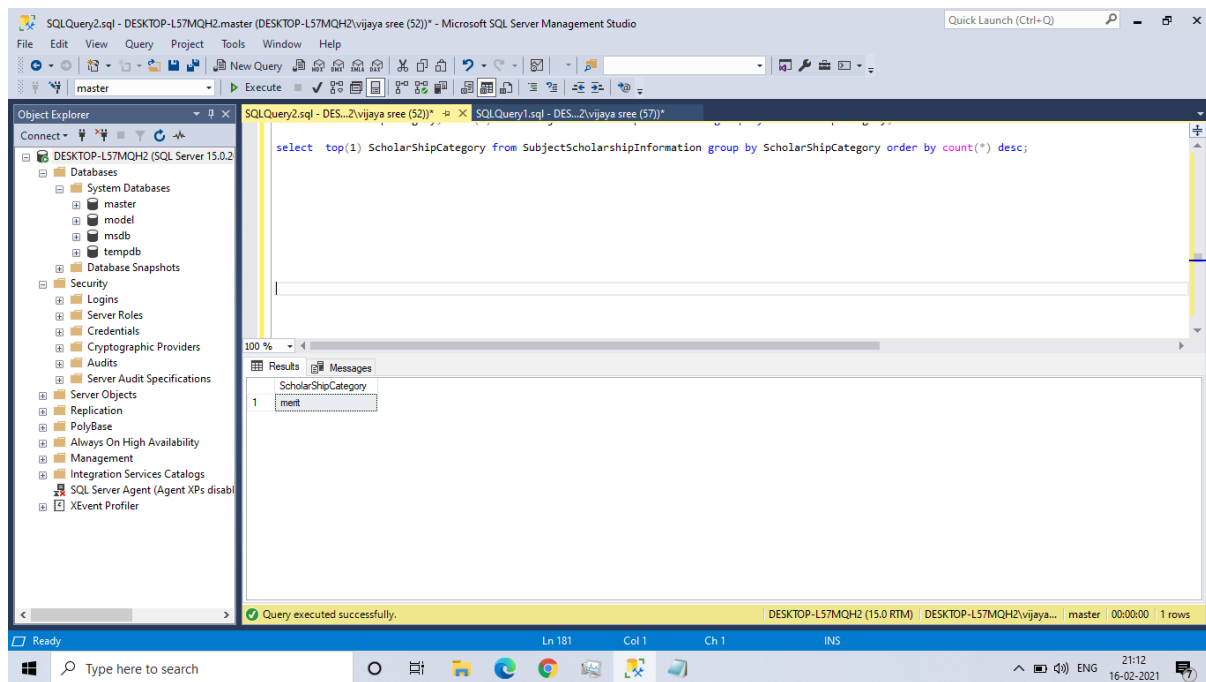 SQLQuery2.sql - DESKTOP-L57MQH2.master (DESKTOP-L57MQH2\vijaya sree (52))* - Microsoft SQL Server Management Studio
Quick Launch (Ctrl+Q)
File Edit View Query Project Tools Window Help
New Query
master
Execute
Object Explorer
SQLQuery2.sql - DES...2\vijaya sree (52))*
SQLQuery1.sql - DES...2\vijaya sree (57))*
Connect
DESKTOP-L57MQH2 (SQL Server 15.0.2
Databases
System Databases
master
model
msdb
tempdb
Database Snapshots
Security
Logins
Server Roles
Credentials
Cryptographic Providers
Audits
Server Audit Specifications
Server Objects
Replication
PolyBase
Always On High Availability
Management
Integration Services Catalogs
SQL Server Agent (Agent XPs disabl
XEvent Profiler
select top(1) ScholarShipCategory from SubjectScholarshipInformation group by ScholarShipCategory order by count(*) desc;
100 %
Results Messages
ScholarShipCategory
1 merit
Query executed successfully.
DESKTOP-L57MQH2 (15.0 RTM) DESKTOP-L57MQH2\vijaya... master 00:00:00 1 rows
Ready Ln 181 Col 1 Ch 1 INS
Type here to search
ENG
21:12
16-02-2021
7